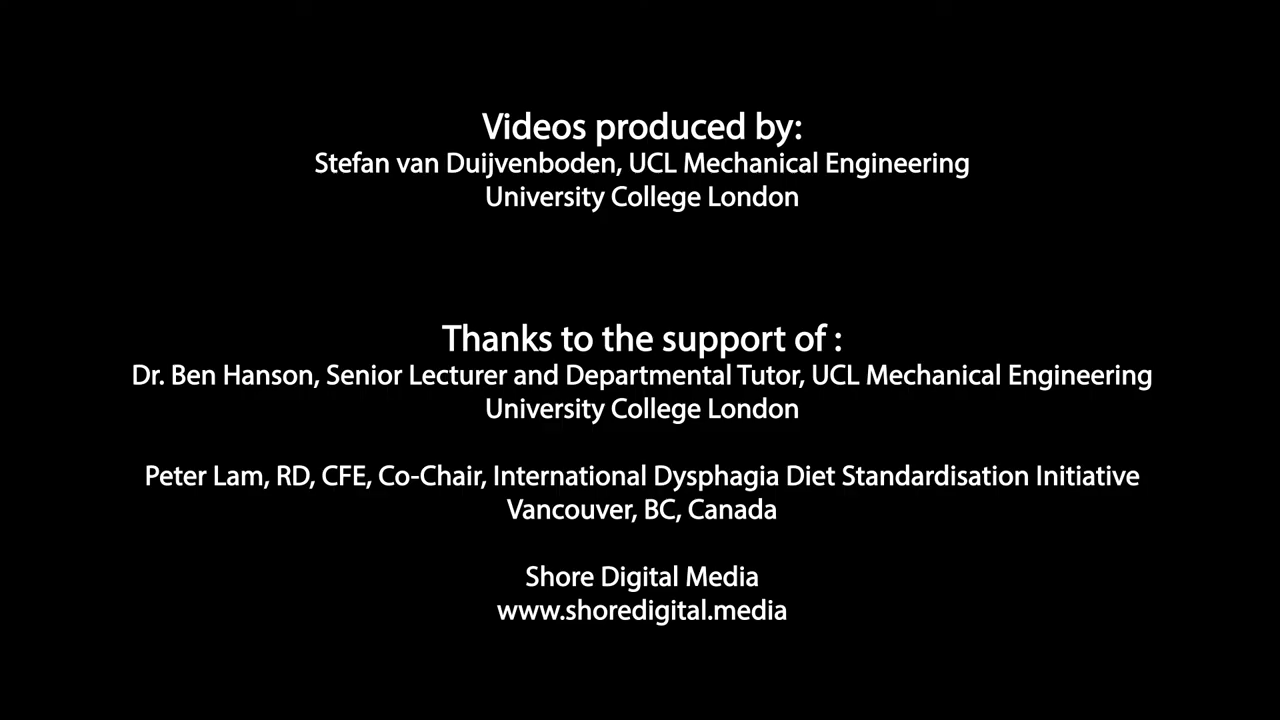 Videos produced by:
Stefan van Duijvenboden, UCL Mechanical Engineering
University College London
Thanks to the support of :
Dr. Ben Hanson, Senior Lecturer and Departmental Tutor, UCL Mechanical Engineering
University College London
Peter Lam, RD, CFE, Co-Chair, International Dysphagia Diet Standardisation Initiative
Vancouver, BC, Canada
Shore Digital Media
www.shoredigital.media